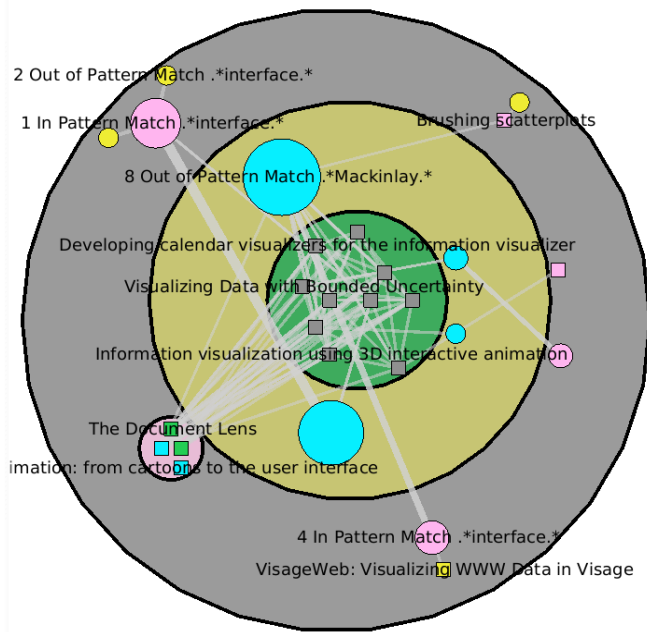 2 Out of Pattern Match .*interface.*
1 In Pattern Match .*interface.*
Brushing scatterplots
8 Out of Pattern Match .*Mackinlay.*
Developing calendar visualizers for the information visualizer
Visualizing Data with Bounded Uncertainty
Information visualization using 3D interactive animation
The Document Lens
imation: from cartoons to the user interface
4 In Pattern Match .*interface.*
VisageWeb: Visualizing WWW Data in Visage